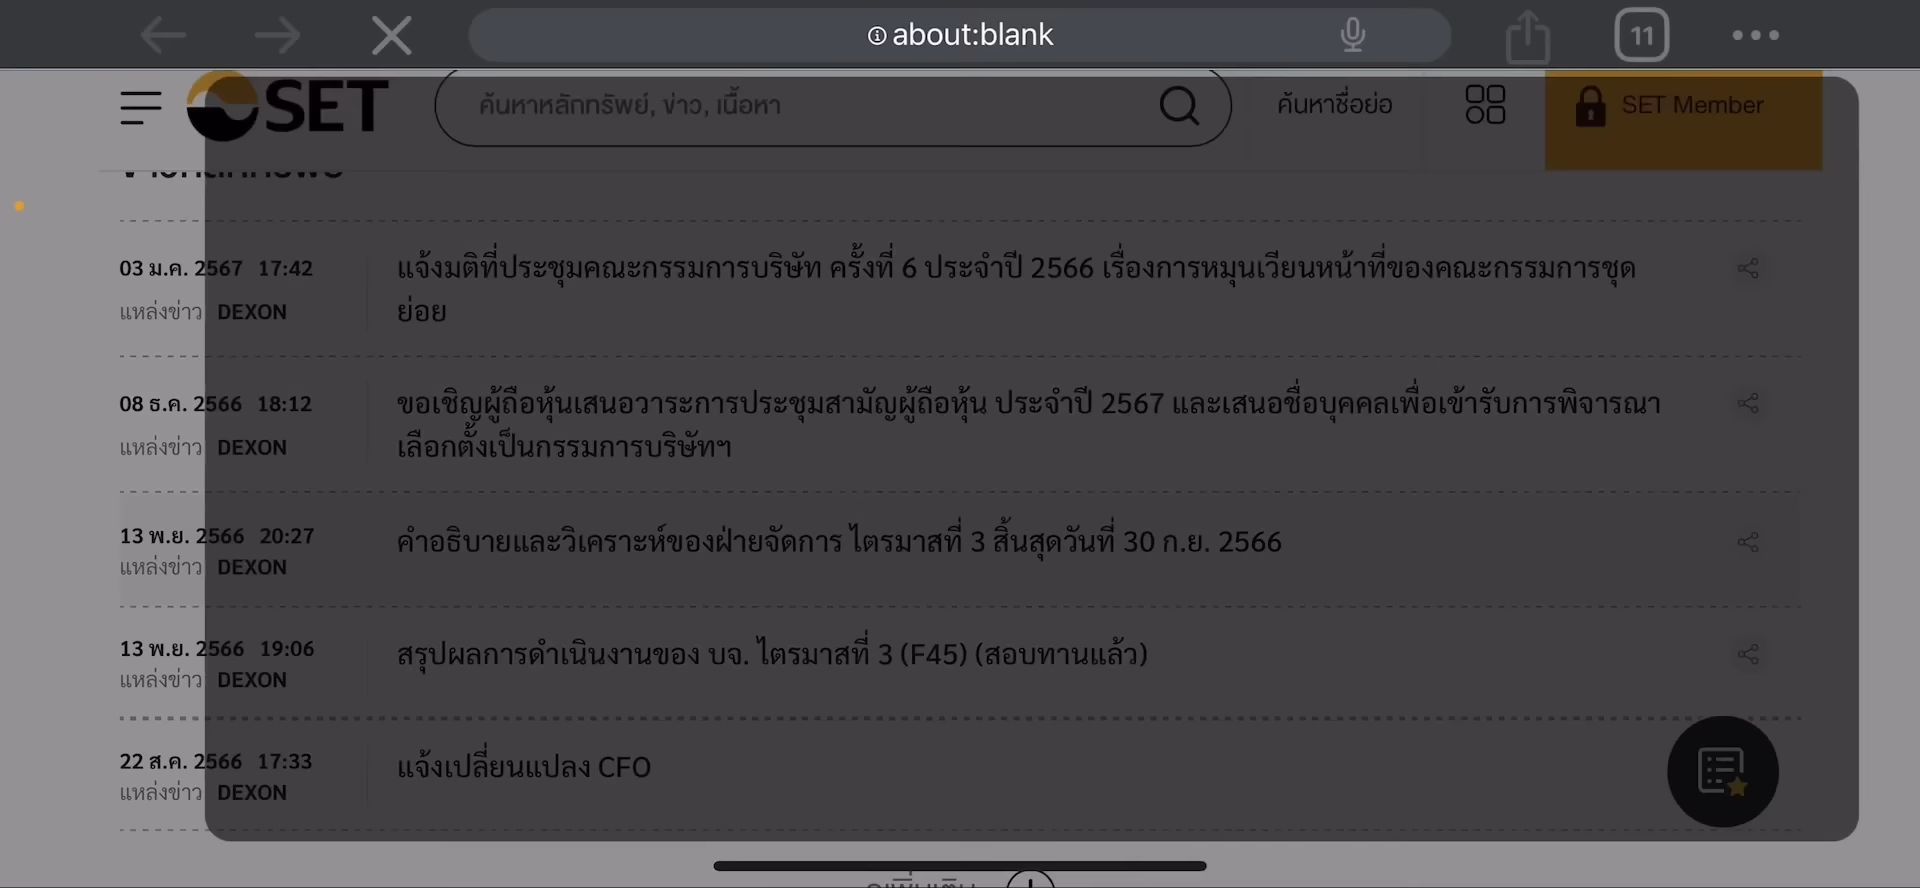 about:blank
11
SET
ค้นหาหลักทรัพย์, ข่าว, เนื้อหา
ค้นหาชื่อย่อ
SET Member
03 ม.ค. 2567 17:42
แหล่งข่าว DEXON
แจ้งมติที่ประชุมคณะกรรมการบริษัท ครั้งที่ 6 ประจำปี 2566 เรื่องการหมุนเวียนหน้าที่ของคณะกรรมการชุด
ย่อย
08 ธ.ค. 2566 18:12
แหล่งข่าว DEXON
ขอเชิญผู้ถือหุ้นเสนอวาระการประชุมสามัญผู้ถือหุ้น ประจำปี 2567 และเสนอชื่อบุคคลเพื่อเข้ารับการพิจารณา
เลือกตั้งเป็นกรรมการบริษัทฯ
13 พ.ย. 2566 20:27
แหล่งข่าว DEXON
คำอธิบายและวิเคราะห์ของฝ่ายจัดการ ไตรมาสที่ 3 สิ้นสุดวันที่ 30 ก.ย. 2566
13 พ.ย. 2566 19:06
แหล่งข่าว DEXON
สรุปผลการดำเนินงานของ บจ. ไตรมาสที่ 3 (F45) (สอบทานแล้ว)
22 ส.ค. 2566 17:33
แหล่งข่าว DEXON
แจ้งเปลี่ยนแปลง CFO